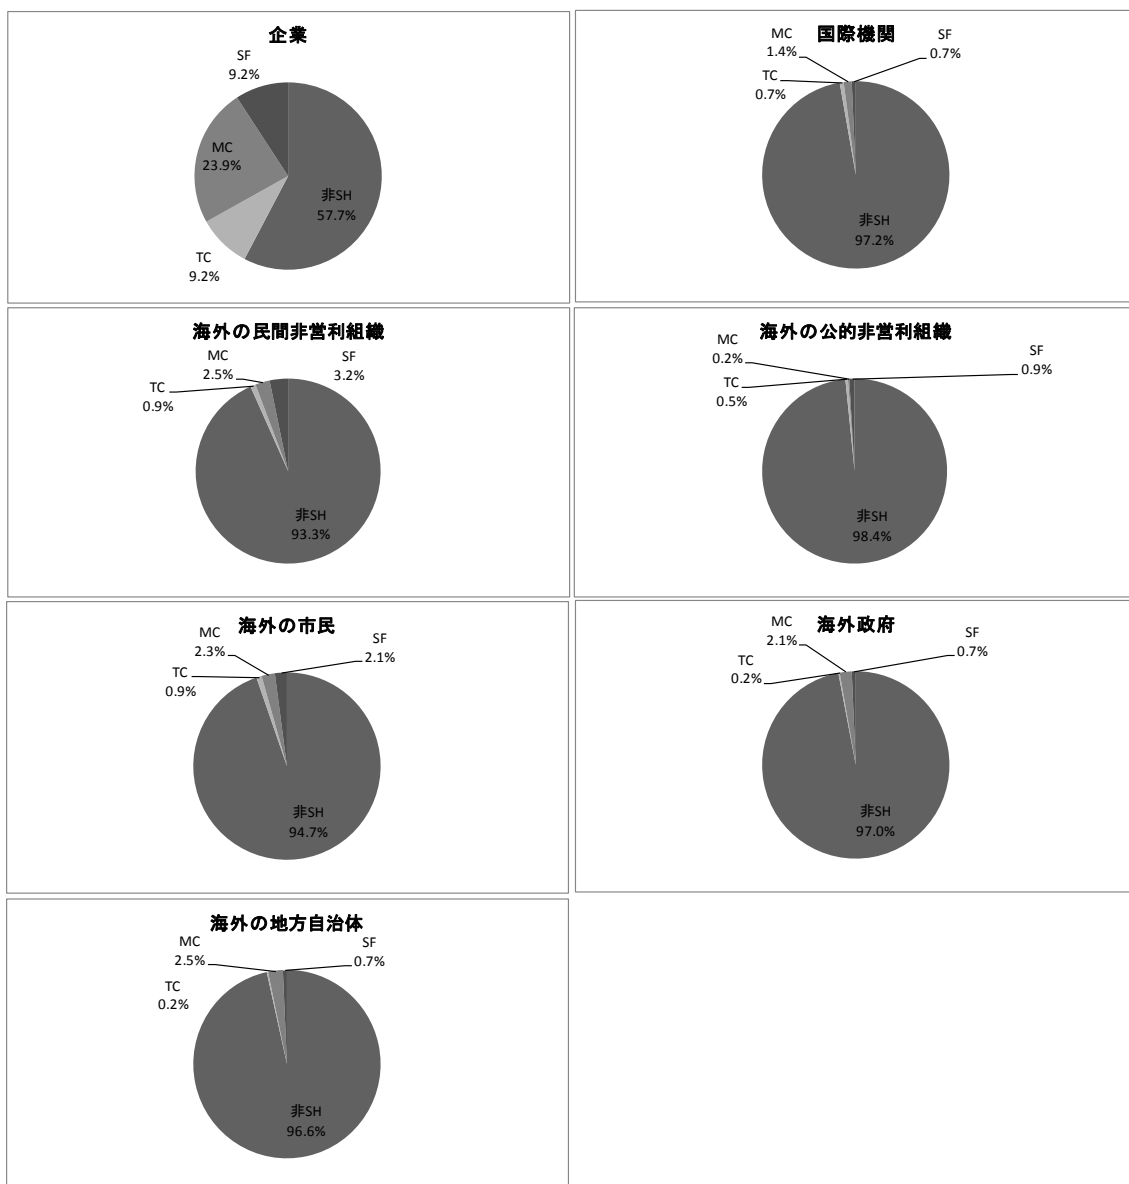 企業
SF
9.2%
MC
23.9%
非SH
57.7%
TC
9.2%
国際機関
MC
1.4%
SF
0.7%
TC
0.7%
非SH
97.2%
海外の民間非営利組織
MC
2.5%
SF
3.2%
TC
0.9%
非SH
93.3%
海外の公的非営利組織
MC
0.2%
SF
0.9%
TC
0.5%
非SH
98.4%
海外の市民
MC
2.3%
SF
2.1%
TC
0.9%
非SH
94.7%
海外政府
MC
2.1%
SF
0.7%
TC
0.2%
非SH
97.0%
海外の地方自治体
MC
2.5%
SF
0.7%
TC
0.2%
非SH
96.6%